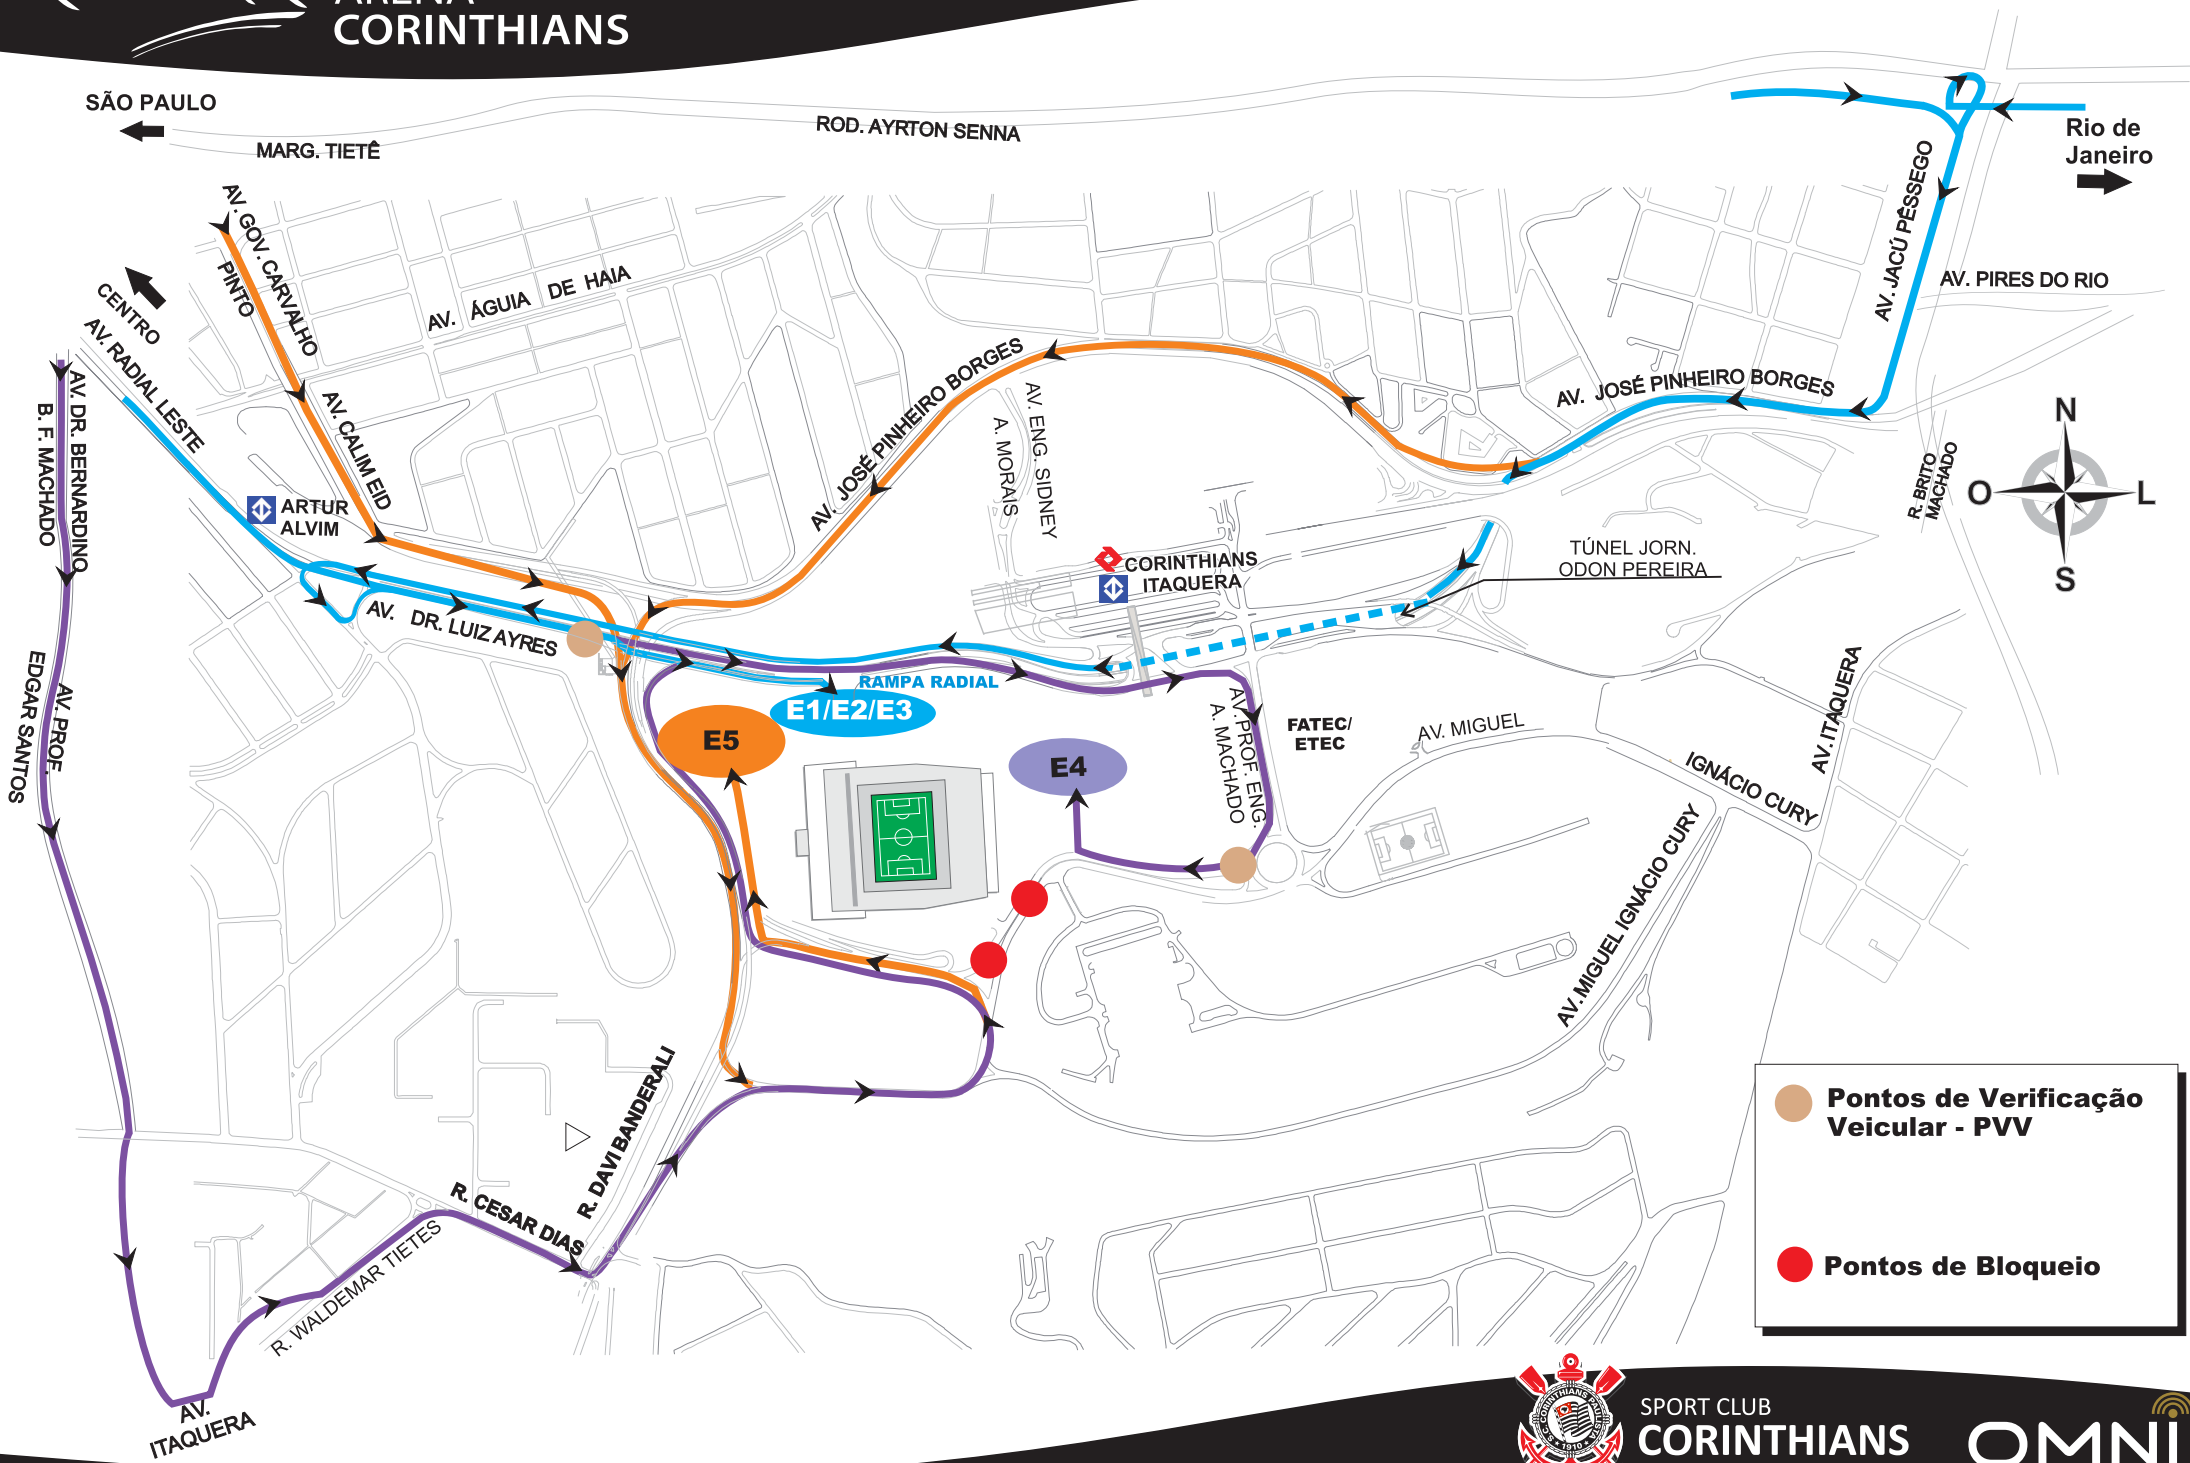 CORINTHIANS
SÃO PAULO
MARG. TIETÊ
ROD. AYRTON SENNA
Rio de
Janeiro
AV. GOV. CARVALHO
PINTO
CENTRO
AV. RADIAL LESTE
AV. ÁGUIA DE HAIA
AV. JACÚ PÊSSEGO
AV. PIRES DO RIO
AV. DR. BERNARDINO
B. F. MACHADO
AV. CALIM EID
AV. JOSÉ PINHEIRO BORGES
AV. ENG. SIDNEY
A. MORAIS
AV. JOSÉ PINHEIRO BORGES
R. BRITO
MACHADO
N
O
L
S
ARTUR
ALVIM
CORINTHIANS
ITAQUERA
TÚNEL JORN.
ODON PEREIRA
AV. DR. LUIZ AYRES
RAMPA RADIAL
E1/E2/E3
E5
E4
AV. PROF. ENG.
A. MACHADO
FATEC/
ETEC
AV. MIGUEL
IGNÁCIO CURY
AV. ITAQUERA
AV. PROF.
EDGAR SANTOS
AV. MIGUEL IGNÁCIO CURY
R. DAVI BANDERALI
R. CESAR DIAS
R. WALDEMAR TIETES
AV.
ITAQUERA
Pontos de Verificação
Veicular - PVV
Pontos de Bloqueio
SPORT CLUB
CORINTHIANS
1910
OMNI